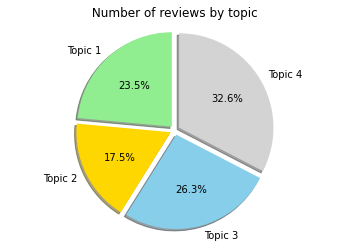 Number of reviews by topic
Topic 1
23.5%
Topic 4
32.6%
17.5%
Topic 2
26.3%
Topic 3